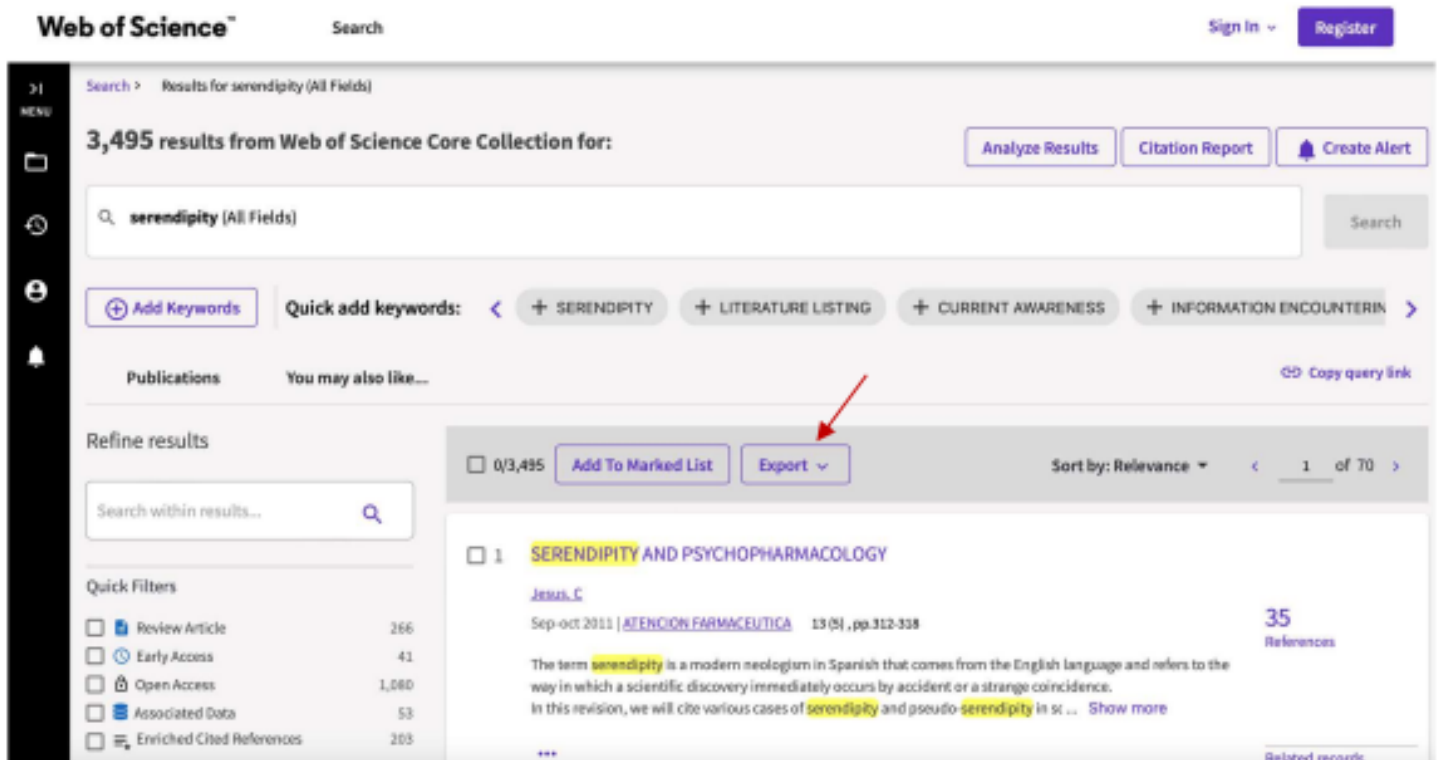 Web of Science™ Search Sign In Register
MENU
Search > Results for serendipity (All Fields)
3,495 results from Web of Science Core Collection for:
Analyze Results Citation Report Create Alert
serendipity (All Fields)
Search
Add Keywords Quick add keywords: < + SERENDIPITY + LITERATURE LISTING + CURRENT AWARENESS + INFORMATION ENCOUNTERIN >
Publications You may also like... Copy query link
Refine results
0/3,495 Add To Marked List Export Sort by: Relevance < 1 of 70 >
Search within results...
1 SERENDIPITY AND PSYCHOPHARMACOLOGY
Jesus, C
Sep-oct 2011 | ATENCION FARMACEUTICA 13 (5) , pp.312-318
The term serendipity is a modern neologism in Spanish that comes from the English language and refers to the
way in which a scientific discovery immediately occurs by accident or a strange coincidence.
In this revision, we will cite various cases of serendipity and pseudo-serendipity in sc ... Show more
35
References
Related records
Quick Filters
Review Article 266
Early Access 41
Open Access 1,080
Associated Data 53
Enriched Cited References 203